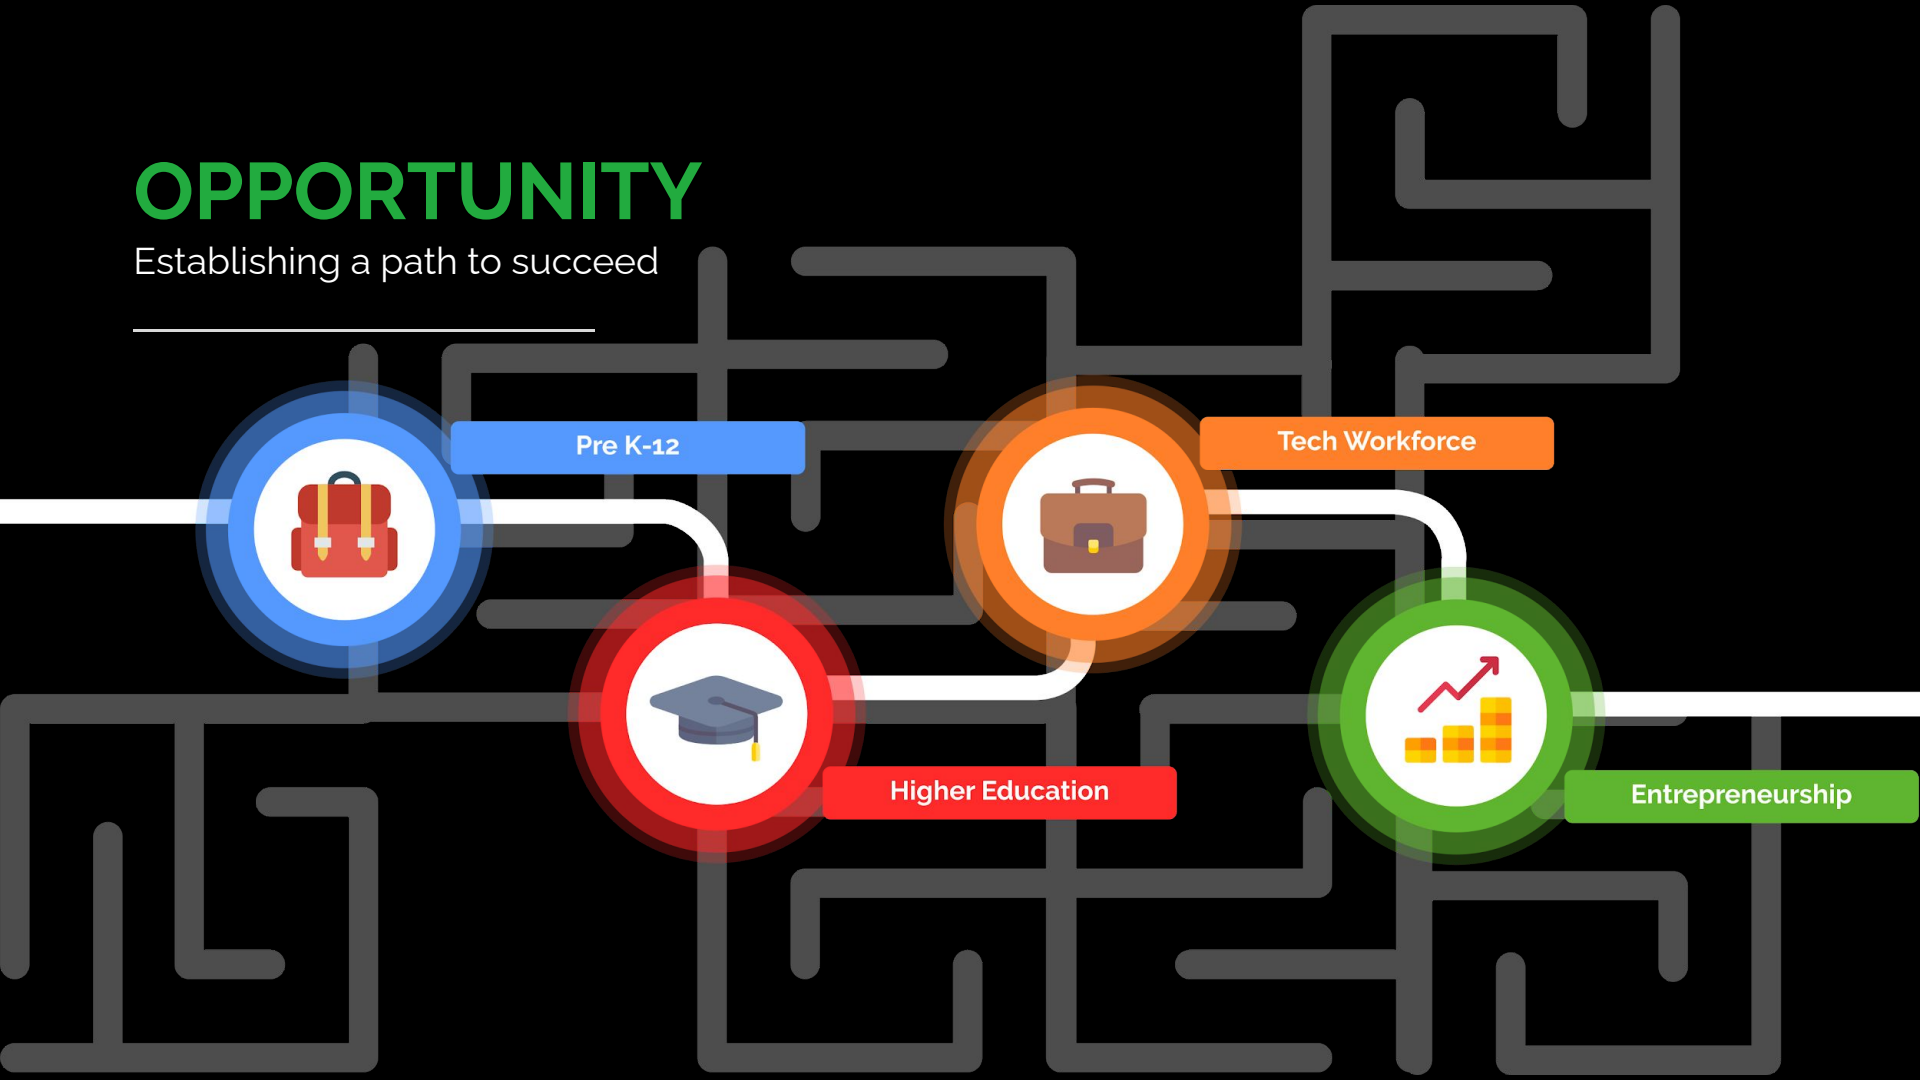 OPPORTUNITY
Establishing a path to succeed
Pre K-12
Tech Workforce
Higher Education
Entrepreneurship